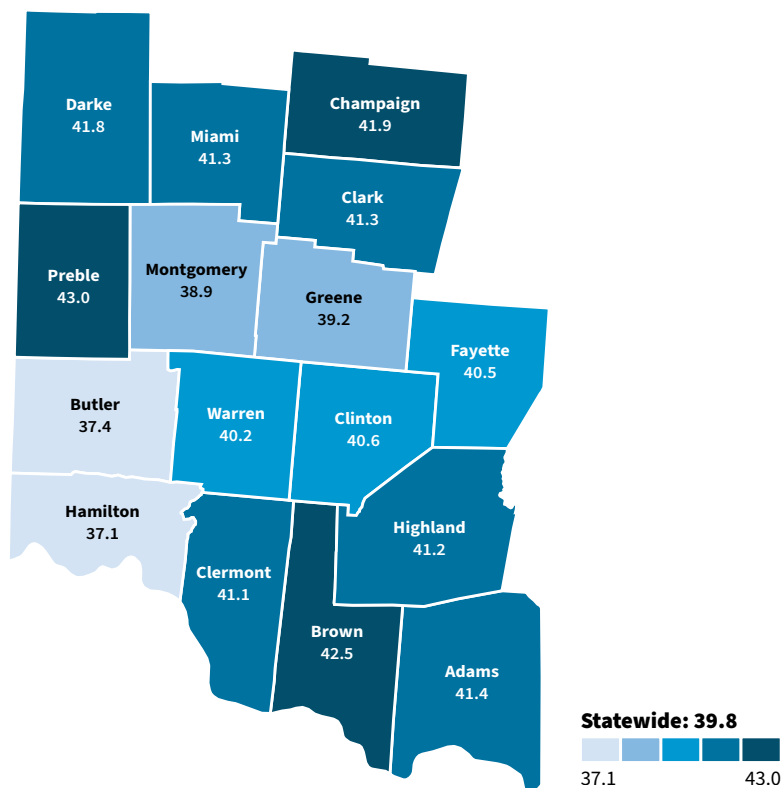 Darke
41.8
Miami
41.3
Champaign
41.9
Clark
41.3
Preble
43.0
Montgomery
38.9
Greene
39.2
Fayette
40.5
Butler
37.4
Warren
40.2
Clinton
40.6
Hamilton
37.1
Highland
41.2
Clermont
41.1
Brown
42.5
Adams
41.4
Statewide: 39.8
37.1 43.0